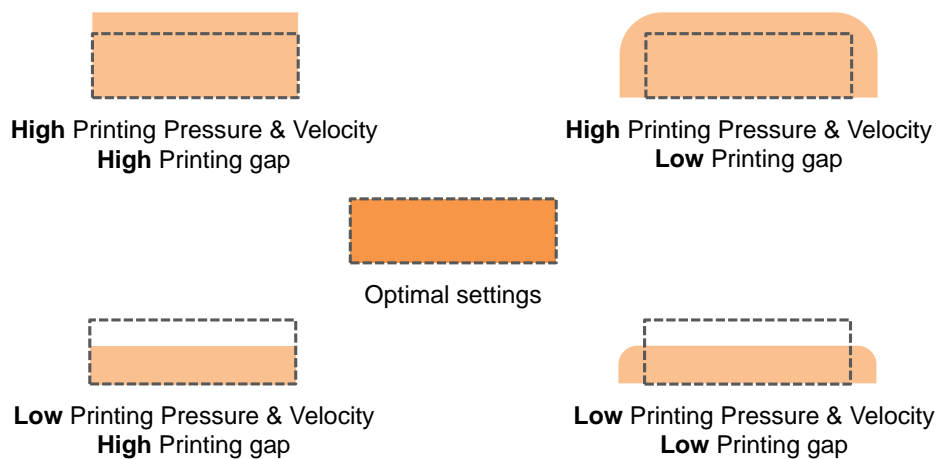 High Printing Pressure & Velocity
High Printing gap
High Printing Pressure & Velocity
Low Printing gap
Optimal settings
Low Printing Pressure & Velocity
High Printing gap
Low Printing Pressure & Velocity
Low Printing gap